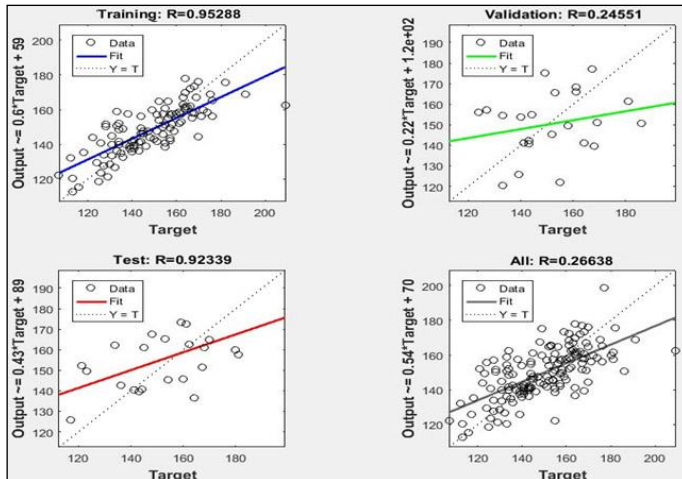 Training: R=0.95288
Output ~= 0.6*Target + 59
200
180
160
140
120
Data
Fit
Y = T
120 140 160 180 200
Target
Validation: R=0.24551
Output ~= 0.22*Target + 1.2e+02
190
180
170
160
150
140
130
120
Data
Fit
Y = T
120 140 160 180
Target
Test: R=0.92339
Output ~= 0.43*Target + 89
190
180
170
160
150
140
130
120
Data
Fit
Y = T
120 140 160 180
Target
All: R=0.26638
Output ~= 0.54*Target + 70
200
180
160
140
120
Data
Fit
Y = T
120 140 160 180 200
Target